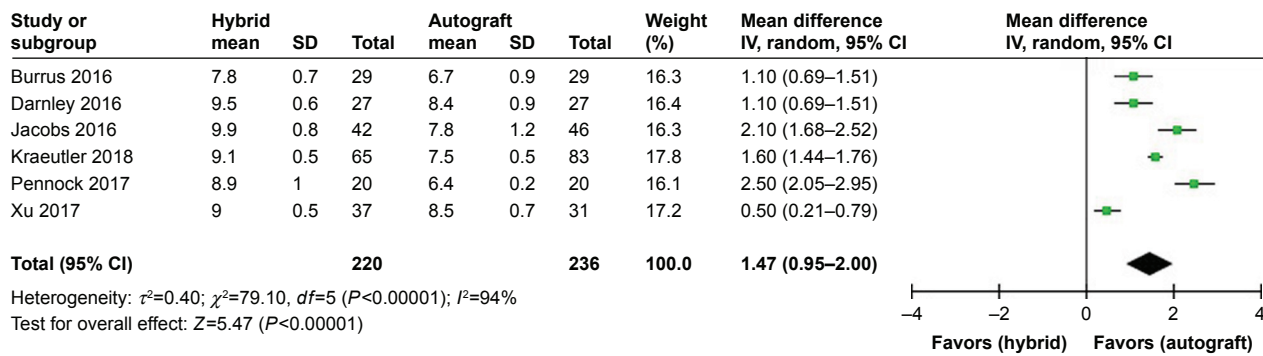 Study or Hybrid Autograft Weight Mean difference Mean difference
subgroup mean SD Total mean SD Total (%) IV, random, 95% CI IV, random, 95% CI
Burrus 2016 7.8 0.7 29 6.7 0.9 29 16.3 1.10 (0.69–1.51)
Darnley 2016 9.5 0.6 27 8.4 0.9 27 16.4 1.10 (0.69–1.51)
Jacobs 2016 9.9 0.8 42 7.8 1.2 46 16.3 2.10 (1.68–2.52)
Kraeutler 2018 9.1 0.5 65 7.5 0.5 83 17.8 1.60 (1.44–1.76)
Pennock 2017 8.9 1 20 6.4 0.2 20 16.1 2.50 (2.05–2.95)
Xu 2017 9 0.5 37 8.5 0.7 31 17.2 0.50 (0.21–0.79)
Total (95% CI) 220 236 100.0 1.47 (0.95–2.00)
Heterogeneity: τ²=0.40; χ²=79.10, df=5 (P<0.00001); I²=94%
Test for overall effect: Z=5.47 (P<0.00001)
–4 –2 0 2 4
Favors (hybrid) Favors (autograft)